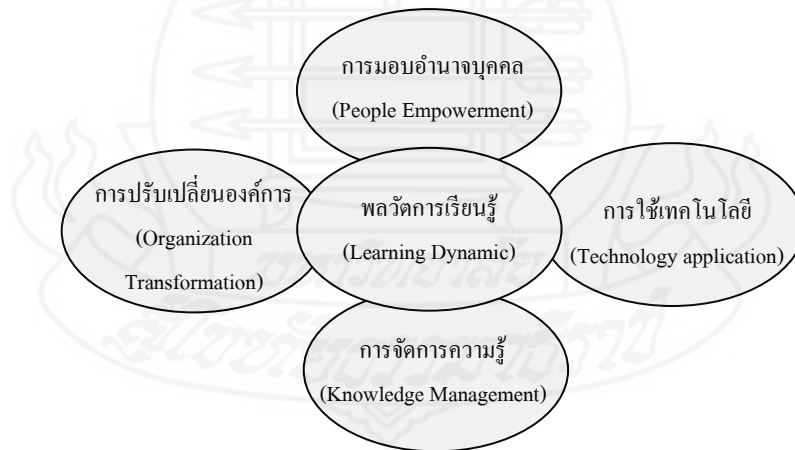 การมอบอำนาจบุคคล
(People Empowerment)
การปรับเปลี่ยนองค์การ
(Organization
Transformation)
พลวัตการเรียนรู้
(Learning Dynamic)
การใช้เทคโนโลยี
(Technology application)
การจัดการความรู้
(Knowledge Management)